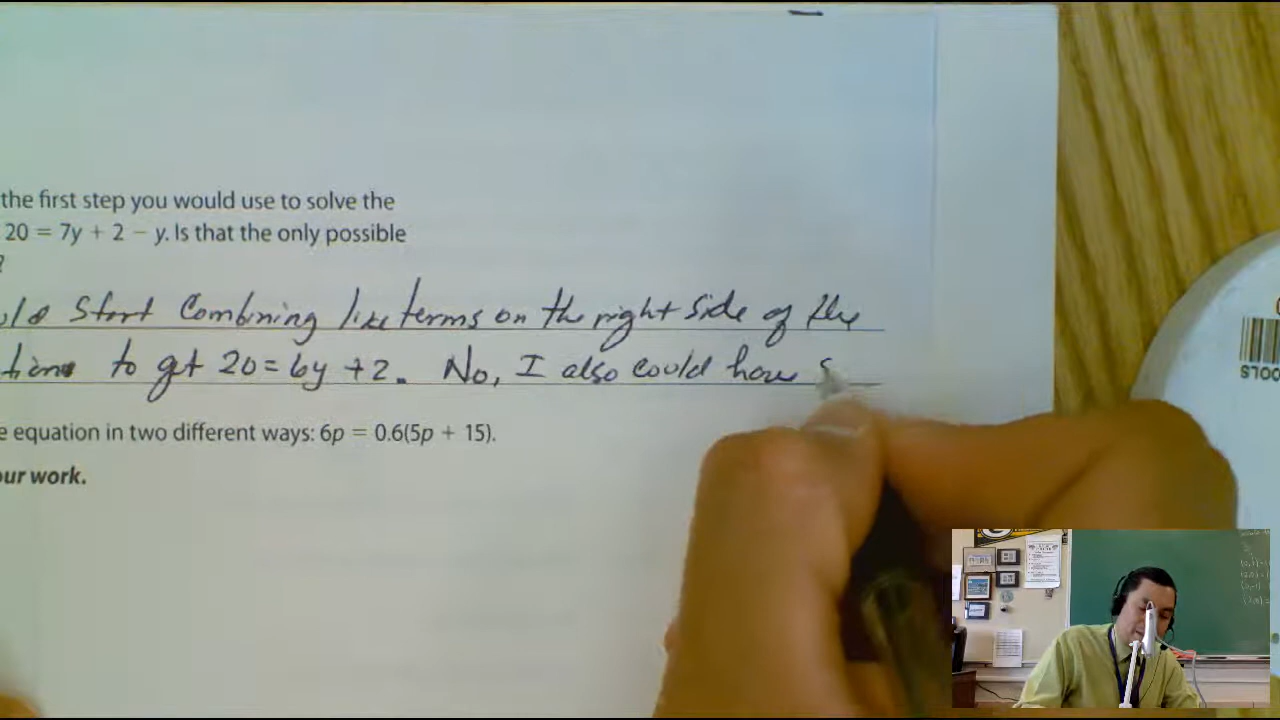 the first step you would use to solve the
20 = 7y + 2 − y. Is that the only possible
?
Start Combining like terms on the right side of the
to get 20 = 6y + 2. No, I also could have s
e equation in two different ways: 6p = 0.6(5p + 15).
our work.